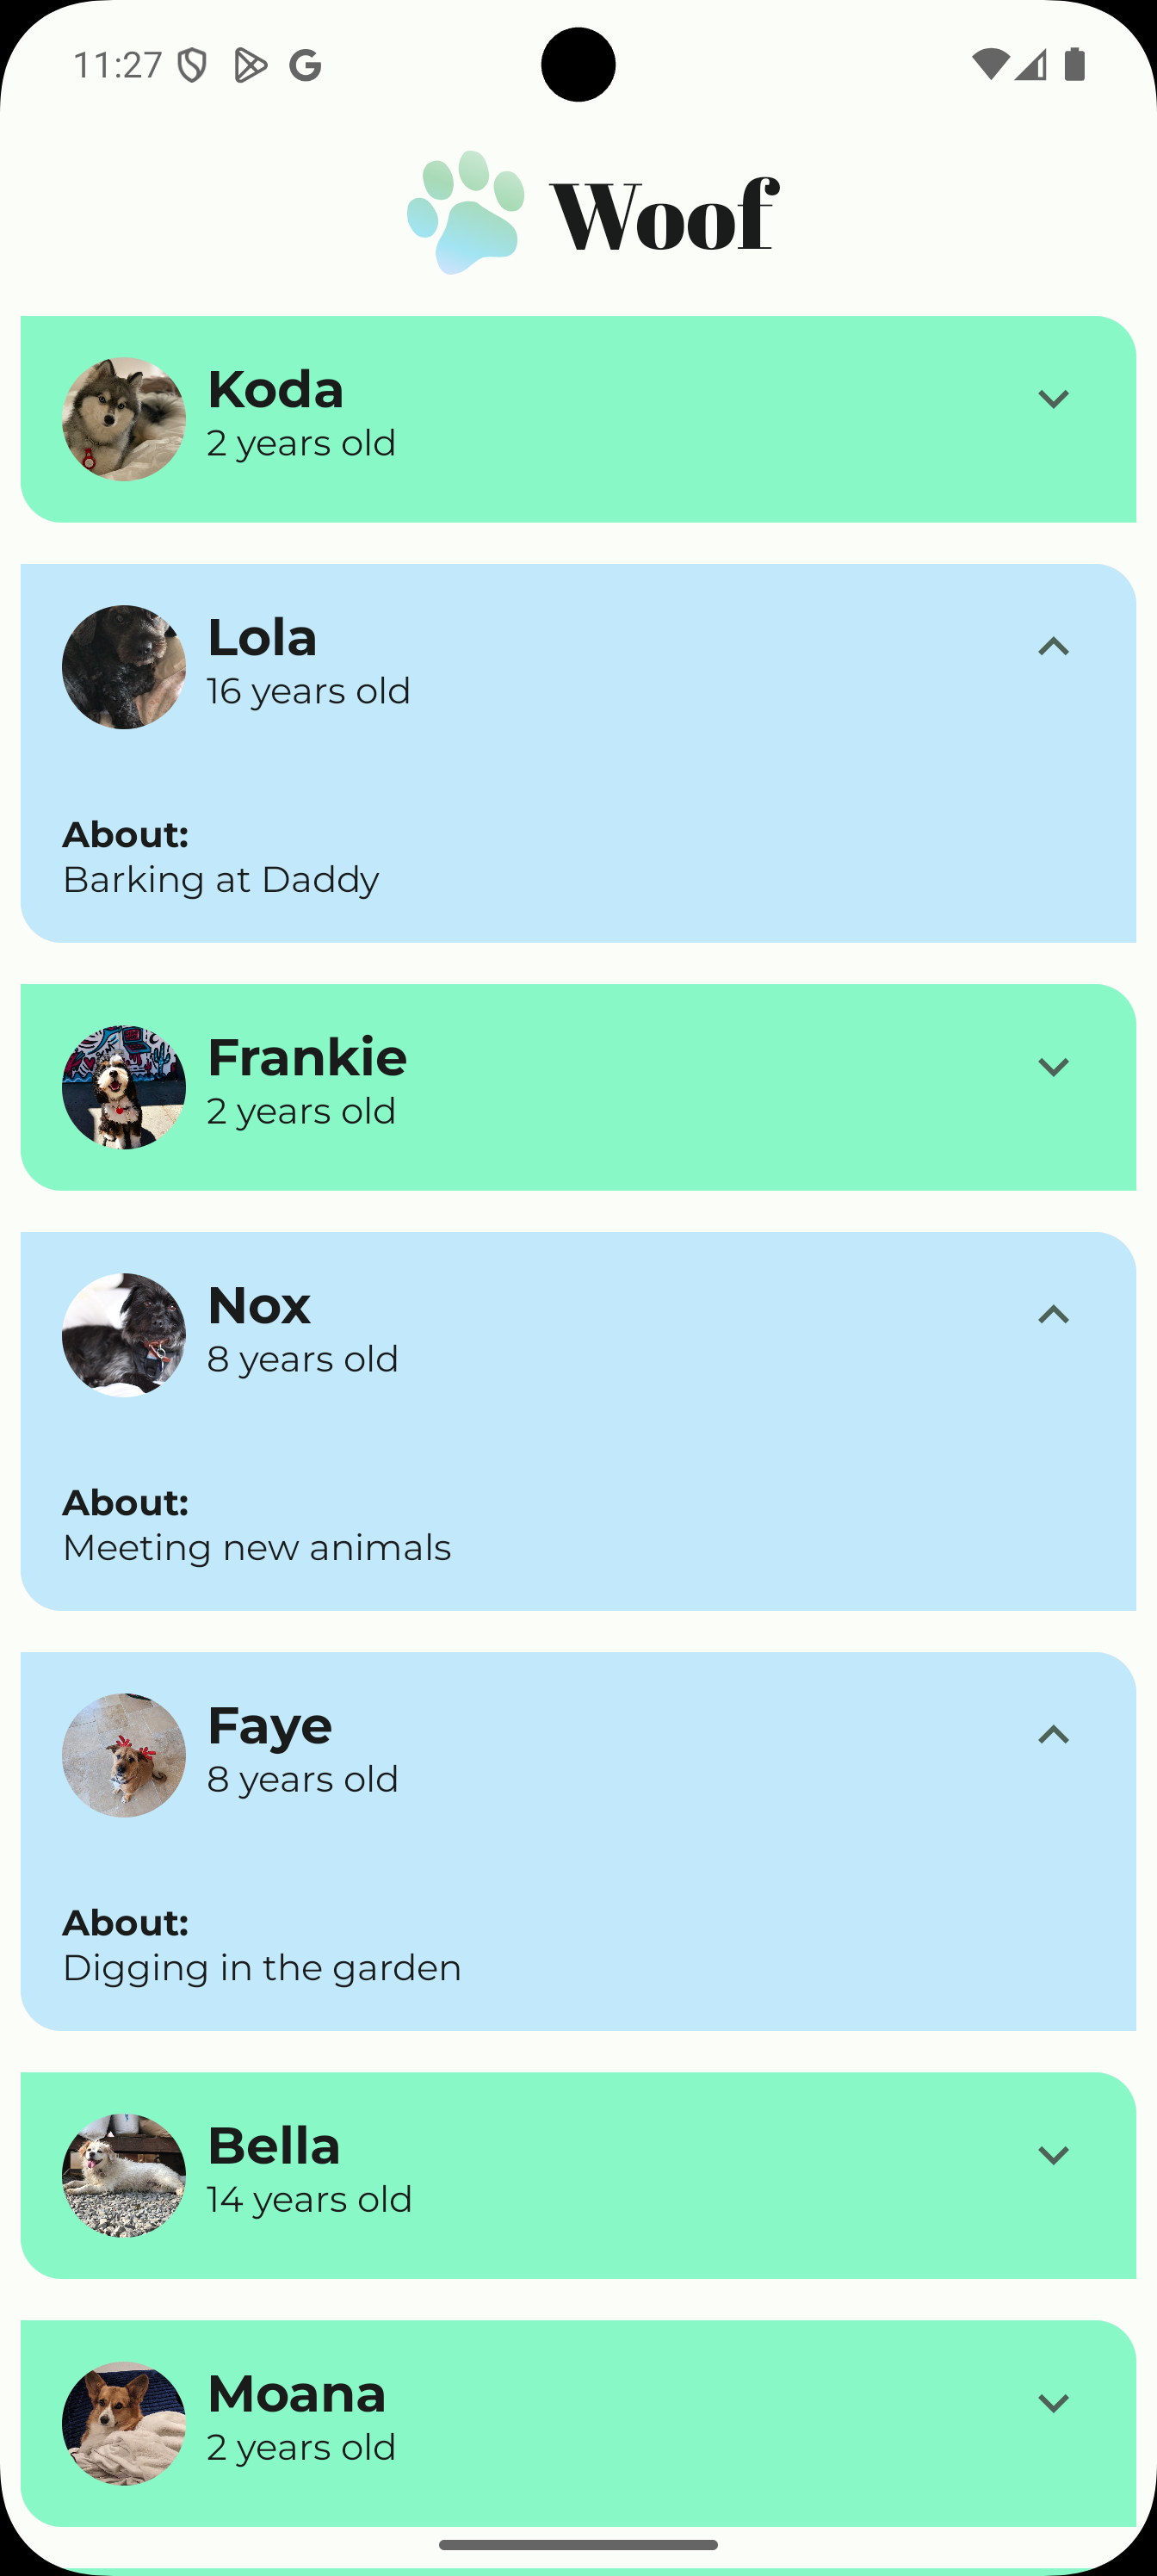 11:27
Woof
Koda
2 years old
Lola
16 years old
About:
Barking at Daddy
Frankie
2 years old
Nox
8 years old
About:
Meeting new animals
Faye
8 years old
About:
Digging in the garden
Bella
14 years old
Moana
2 years old